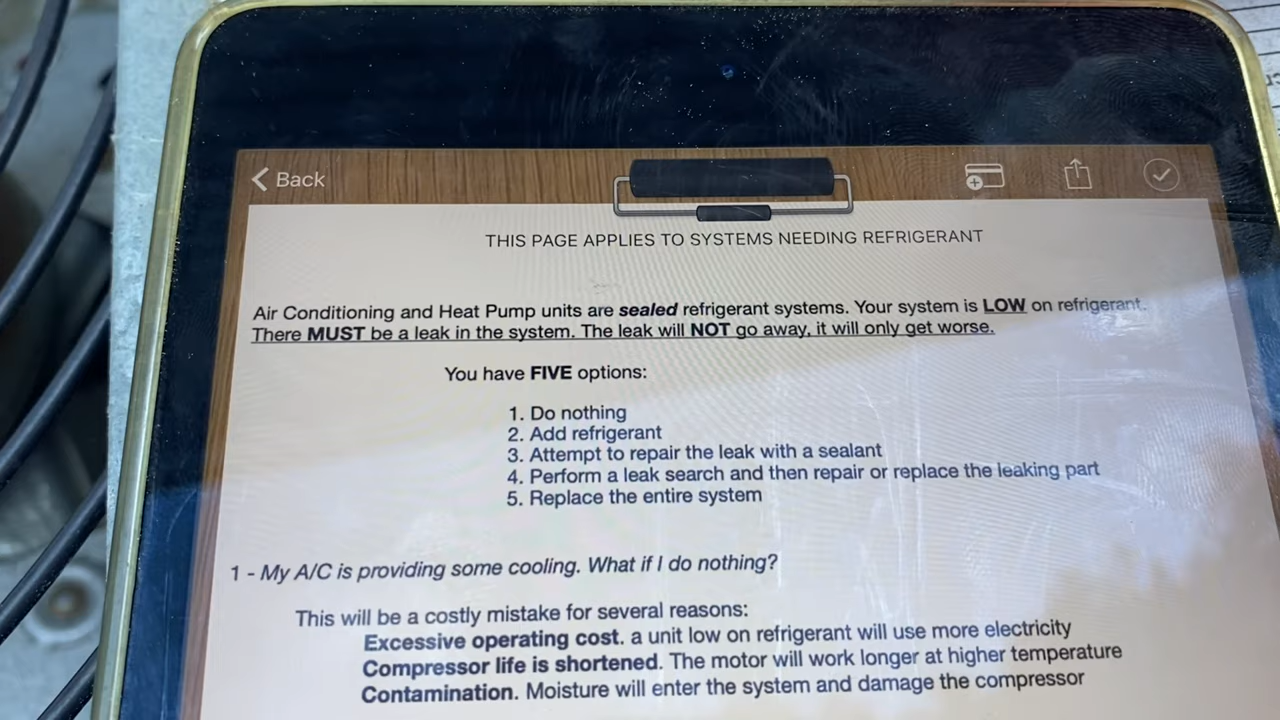 Back
THIS PAGE APPLIES TO SYSTEMS NEEDING REFRIGERANT
Air Conditioning and Heat Pump units are sealed refrigerant systems. Your system is LOW on refrigerant.
There MUST be a leak in the system. The leak will NOT go away, it will only get worse.
You have FIVE options:
1. Do nothing
2. Add refrigerant
3. Attempt to repair the leak with a sealant
4. Perform a leak search and then repair or replace the leaking part
5. Replace the entire system
1 - My A/C is providing some cooling. What if I do nothing?
This will be a costly mistake for several reasons:
Excessive operating cost. a unit low on refrigerant will use more electricity
Compressor life is shortened. The motor will work longer at higher temperature
Contamination. Moisture will enter the system and damage the compressor